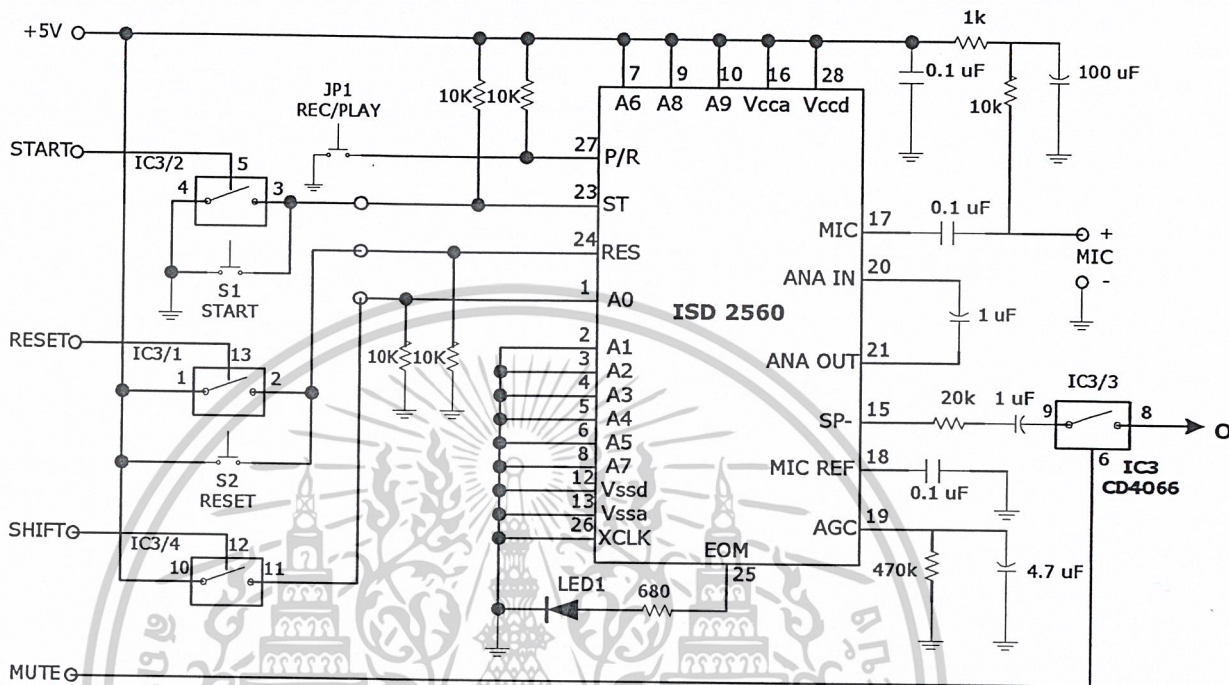 +5V
1k
7
9
10
16
28
0.1 uF
100 uF
JP1
REC/PLAY
10K
10K
A6
A8
A9
Vcca
Vccd
10k
START
IC3/2
5
27
P/R
4
3
23
ST
MIC
17
0.1 uF
+
MIC
-
24
RES
ANA IN
20
S1
START
1
A0
ISD 2560
1 uF
RESET
IC3/1
13
10K
10K
2
A1
ANA OUT
21
3
A2
1
2
4
A3
IC3/3
5
A4
SP-
15
20k
1 uF
9
8
O
6
A5
6
IC3
CD4066
8
A7
MIC REF
18
0.1 uF
S2
RESET
12
Vssd
13
Vssa
SHIFT
IC3/4
12
26
XCLK
AGC
19
10
11
EOM
25
470k
4.7 uF
LED1
680
MUTE